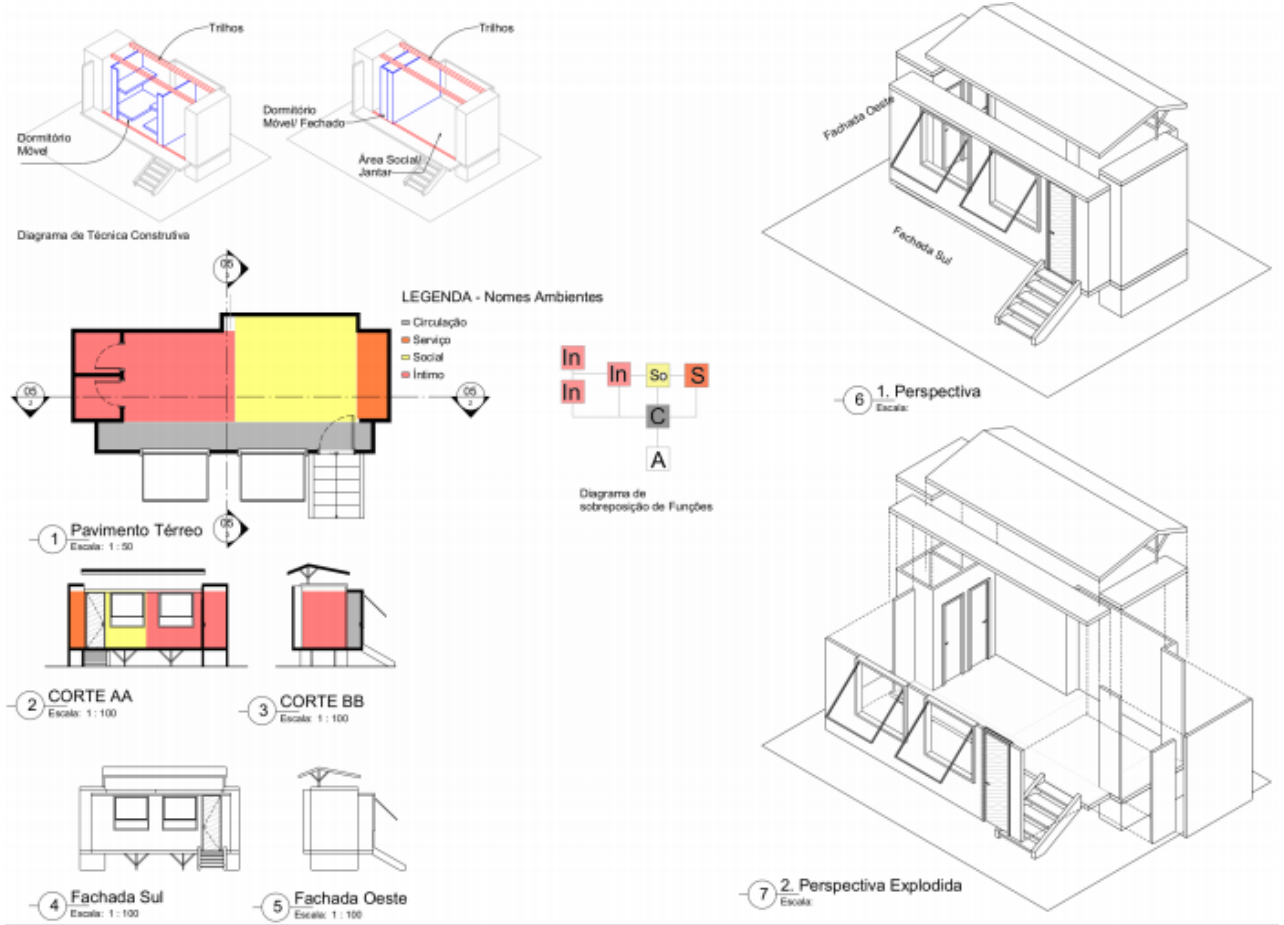 Trilhos
Dormitório
Móvel
Trilhos
Dormitório
Móvel/ Fechado
Área Social/
Jantar
Diagrama de Técnica Construtiva
05
05
2
05
2
05
1 Pavimento Térreo
Escala: 1 : 50
LEGENDA - Nomes Ambientes
Circulação
Serviço
Social
Íntimo
In
In
In
So
S
C
A
Diagrama de
sobreposição de Funções
2 CORTE AA
Escala: 1 : 100
3 CORTE BB
Escala: 1 : 100
4 Fachada Sul
Escala: 1 : 100
5 Fachada Oeste
Escala: 1 : 100
Fachada Oeste
Fachada Sul
6 1. Perspectiva
Escala:
7 2. Perspectiva Explodida
Escala: